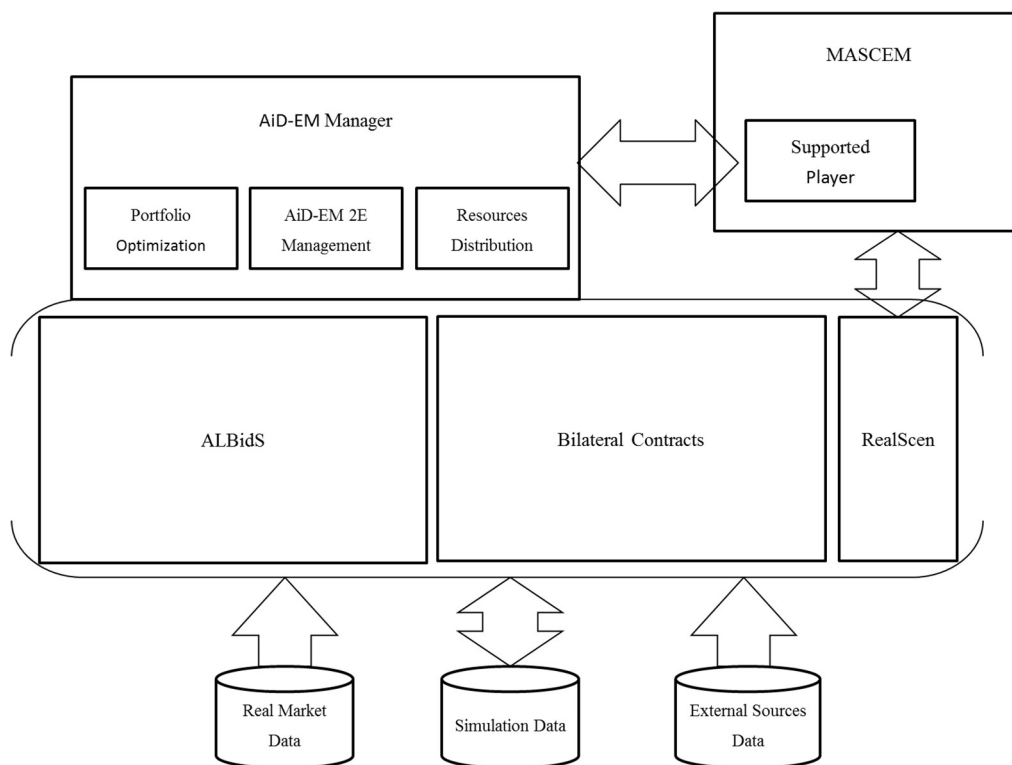 MASCEM
AiD-EM Manager
Supported
Player
Portfolio
Optimization
AiD-EM 2E
Management
Resources
Distribution
ALBidS
Bilateral Contracts
RealScen
Real Market
Data
Simulation Data
External Sources
Data